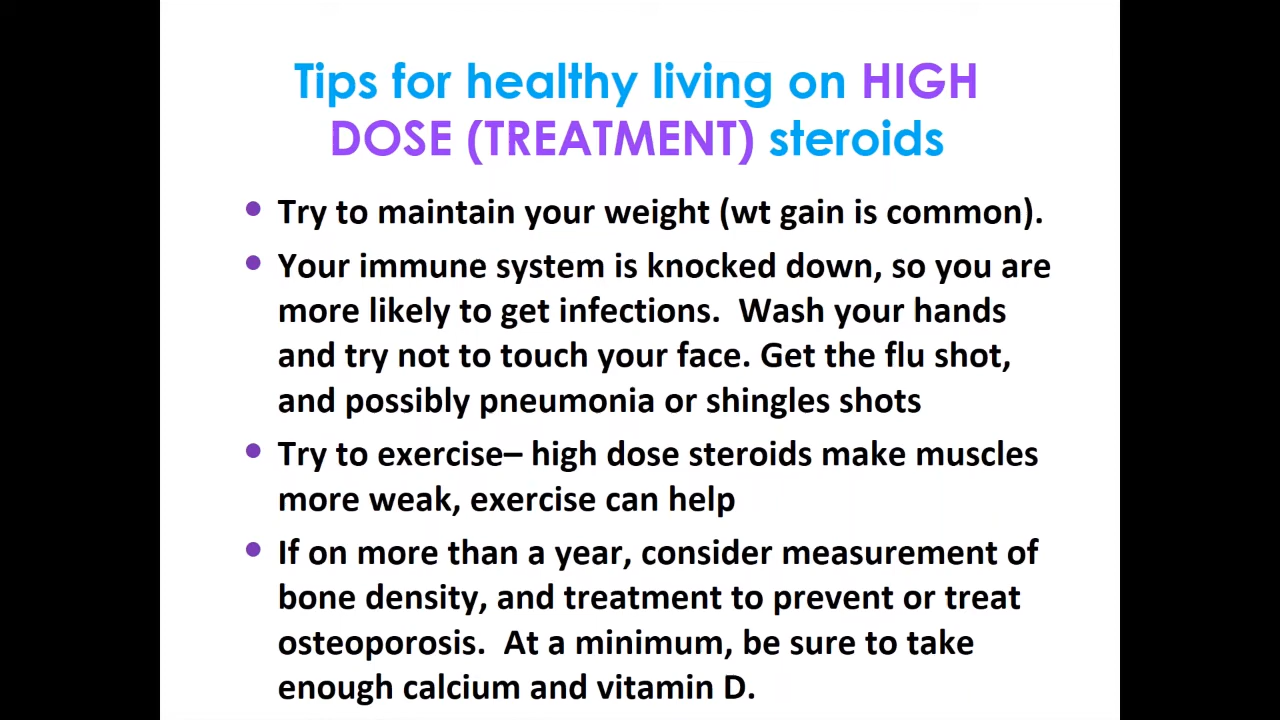 Tips for healthy living on HIGH
DOSE (TREATMENT) steroids
• Try to maintain your weight (wt gain is common).
• Your immune system is knocked down, so you are
more likely to get infections.  Wash your hands
and try not to touch your face. Get the flu shot,
and possibly pneumonia or shingles shots
• Try to exercise– high dose steroids make muscles
more weak, exercise can help
• If on more than a year, consider measurement of
bone density, and treatment to prevent or treat
osteoporosis.  At a minimum, be sure to take
enough calcium and vitamin D.